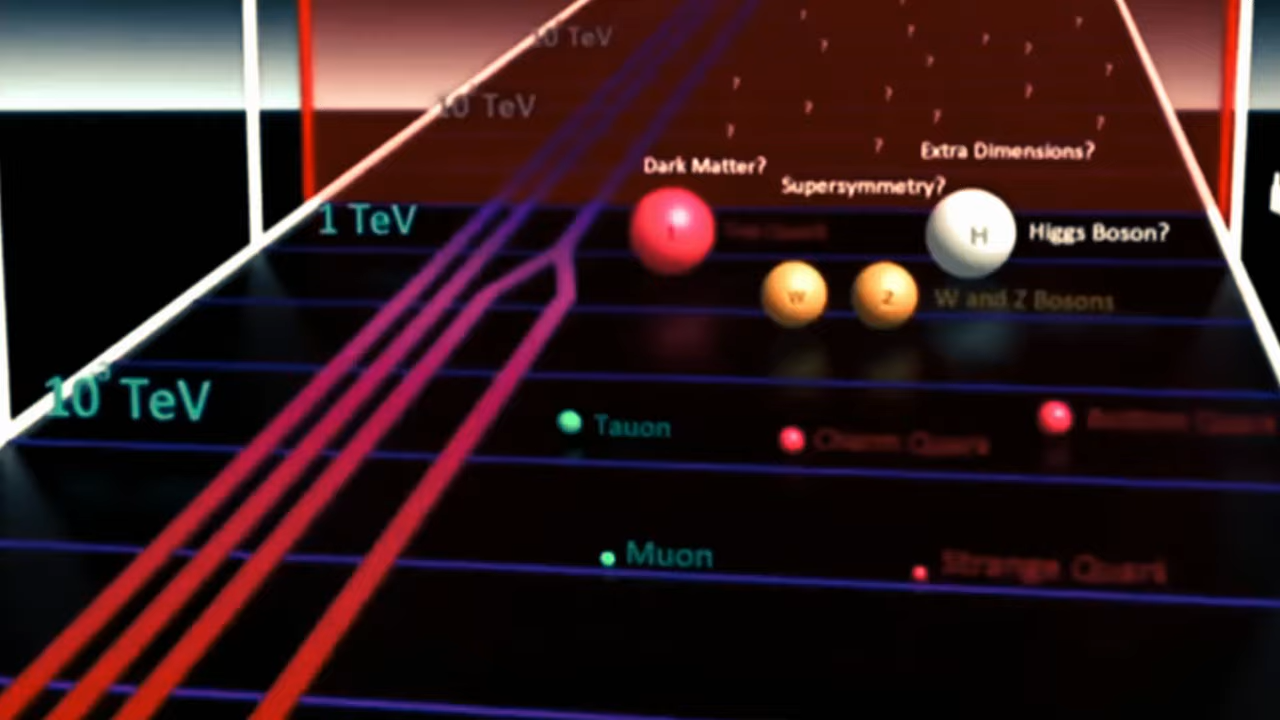 10 TeV
10 TeV
Extra Dimensions?
Dark Matter?
Supersymmetry?
1 TeV
H
Higgs Boson?
W
Z
W and Z Bosons
10 TeV
Tauon
Charm Quark
Muon
Strange Quark